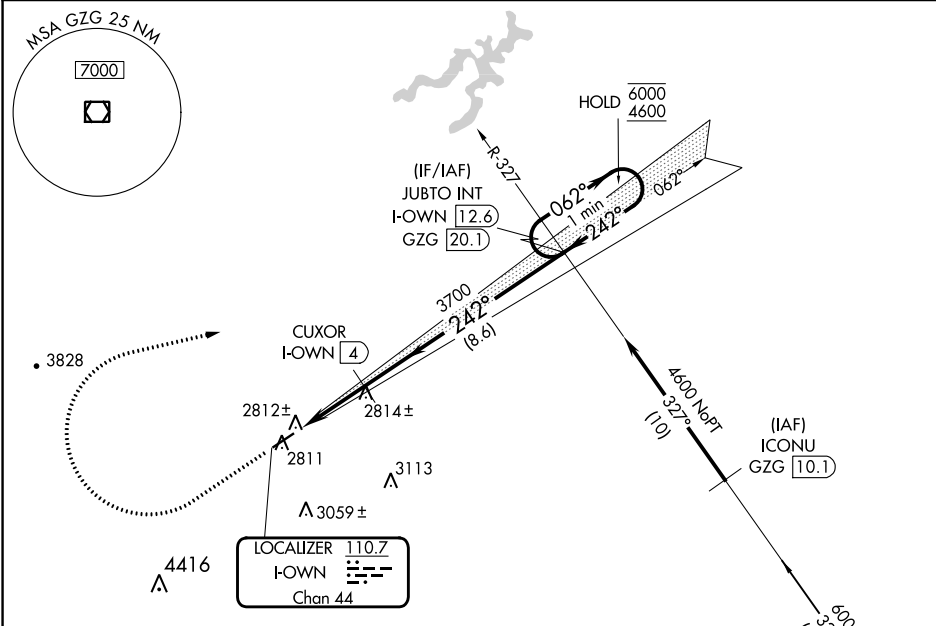 MSA GZG 25 NM
7000
HOLD 6000
4600
R-327
(IF/IAF)
JUBTO INT
I-OWN 12.6
GZG 20.1
062°
1 min
242°
062°
3700
242°
(8.6)
CUXOR
I-OWN 4
3828
2812±
2814±
2811
3113
3059±
4416
4600 NoPT
327°
(10)
(IAF)
ICONU
GZG 10.1
LOCALIZER 110.7
I-OWN
Chan 44